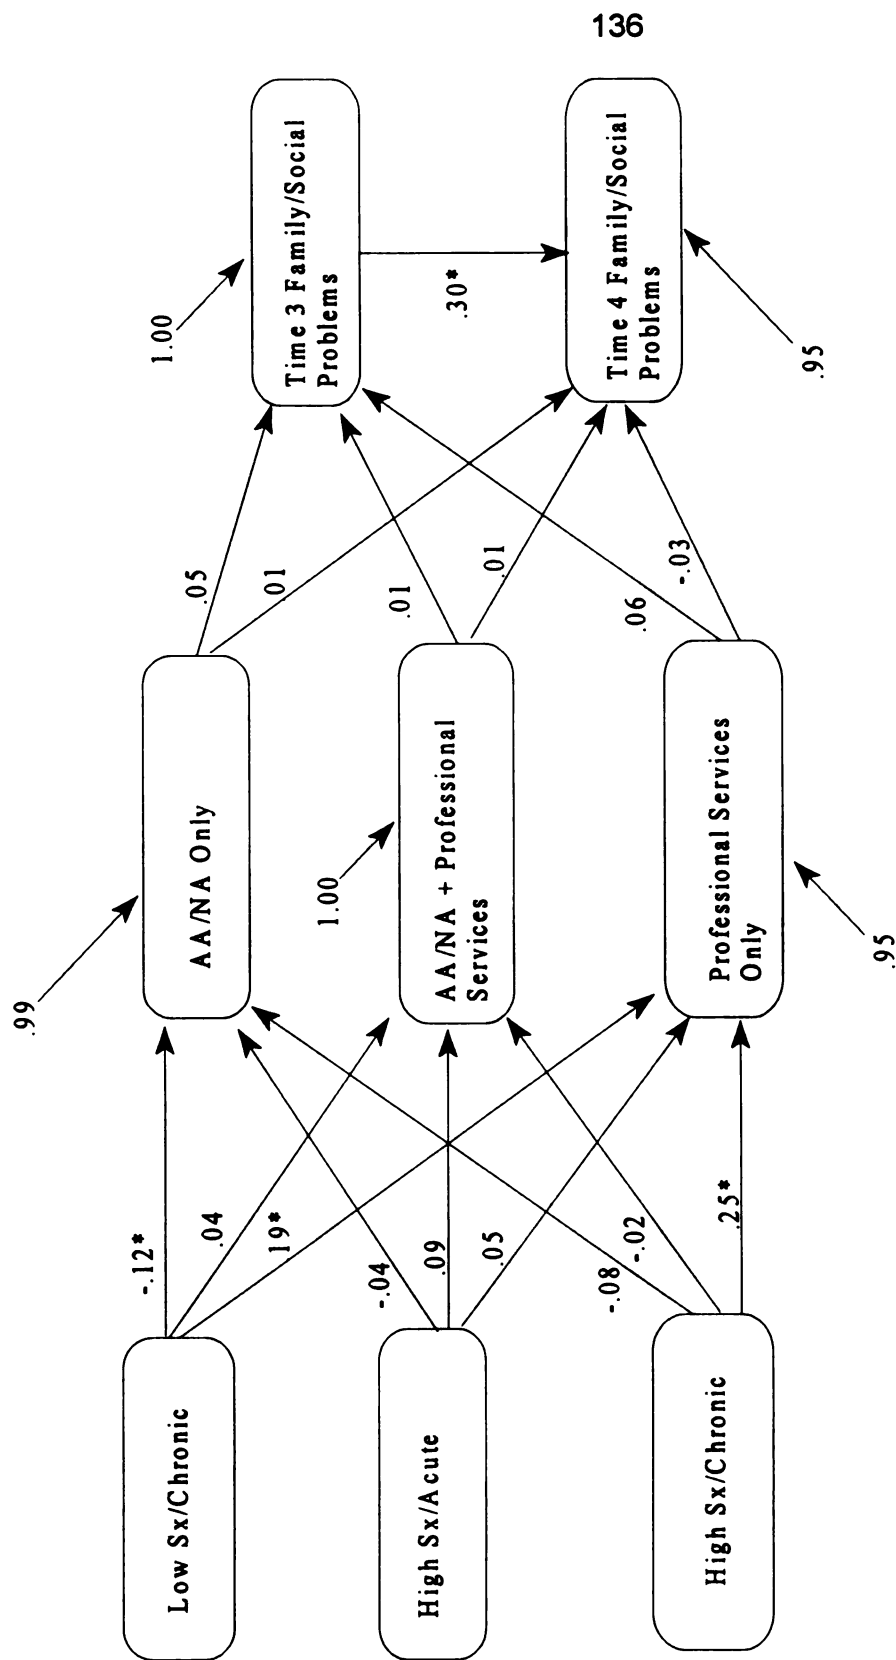 136
Low Sx/Chronic
High Sx/Acute
High Sx/Chronic
-.12*
.04
.19*
-.04
.09
.05
-.08
-.02
.25*
.99
AA/NA Only
1.00
AA/NA + Professional
Services
Professional Services
Only
.95
.05
.01
.01
.01
.06
-.03
1.00
Time 3 Family/Social
Problems
.30*
Time 4 Family/Social
Problems
.95